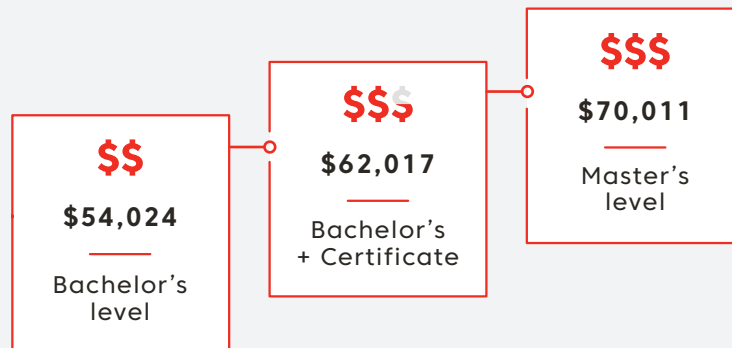 $$
$54,024
Bachelor's
level
$$$
$62,017
Bachelor's
+ Certificate
$$$
$70,011
Master's
level